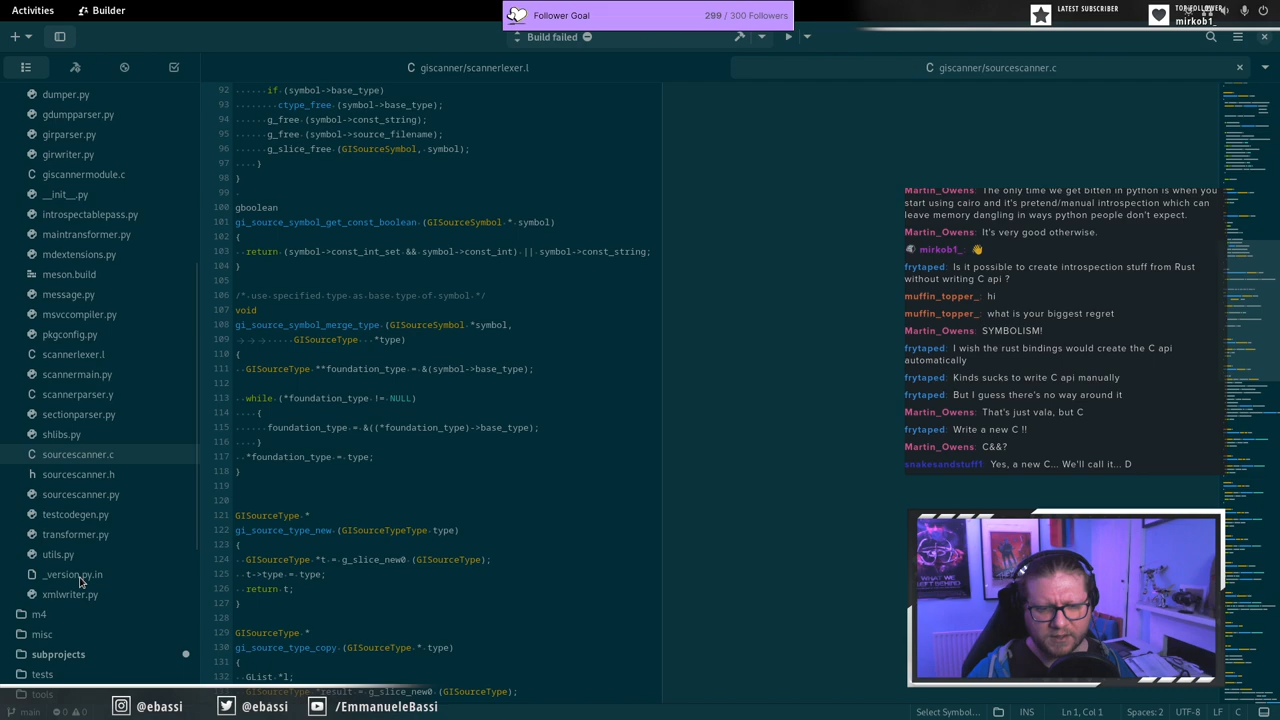 Activities
Builder
Follower Goal
299 / 300 Followers
LATEST SUBSCRIBER
mirkob1_
Build failed
giscanner/scannerlexer.l
giscanner/sourcescanner.c
dumper.py
gdumpparser.py
girparser.py
girwriter.py
giscannermodule.c
__init__.py
introspectablepass.py
maintransformer.py
mdextensions.py
meson.build
message.py
msvccompiler.py
pkgconfig.py
scannerlexer.l
scannermain.py
scannerparser.y
sectionparser.py
shlibs.py
sourcescanner.c
sourcescanner.h
sourcescanner.py
testcodegen.py
transformer.py
utils.py
_version.py.in
xmlwriter.py
m4
misc
subprojects
tests
tools
92 if (symbol->base_type)
93 ctype_free (symbol->base_type);
94 g_free (symbol->const_string);
95 g_free (symbol->source_filename);
96 g_slice_free (GISourceSymbol, symbol);
97 }
98 }
99
100 gboolean
101 gi_source_symbol_get_const_boolean (GISourceSymbol * symbol)
102 {
103 return (symbol->const_int_set && symbol->const_int) || symbol->const_string;
104 }
105
106 /* use specified type as base type of symbol */
107 void
108 gi_source_symbol_merge_type (GISourceSymbol *symbol,
109 GISourceType *type)
110 {
111 GISourceType **foundation_type = &(symbol->base_type);
112
113 while (*foundation_type != NULL)
114 {
115 foundation_type = &((*foundation_type)->base_type);
116 }
117 *foundation_type = type;
118 }
119
120
121 GISourceType *
122 gi_source_type_new (GISourceTypeType type)
123 {
124 GISourceType *t = g_slice_new0 (GISourceType);
125 t->type = type;
126 return t;
127 }
128
129 GISourceType *
130 gi_source_type_copy (GISourceType * type)
131 {
132 GList *l;
133 GISourceType *result = g_slice_new0 (GISourceType);
Martin_Owens: The only time we get bitten in python is when you
start using cairo and it's pretend/manual introspection which can
leave memory dangling in ways python people don't expect.
Martin_Owens: It's very good otherwise.
mirkob1_ 👋
frytaped: Is it possible to create introspection stuff from Rust
without writing C api ?
muffin_topper_: hi
muffin_topper_: what is your biggest regret
Martin_Owens: SYMBOLISM!
frytaped: I wish the rust bindings would create the C api
automatically
frytaped: Kinds sucks to write C api manually
frytaped: But I guess there's no way around it
Martin_Owens: That's just vala, but C
frytaped: Write a new C !!
Martin_Owens: C&&?
snakesandstuff1 Yes, a new C... We'll call it... D
WHAT WE
LEFT
@ebassi
@ebassi
/EmmanueleBassi
main
0
0
Select Symbol…
INS
Ln 1, Col 1
Spaces: 2
UTF-8
LF
C